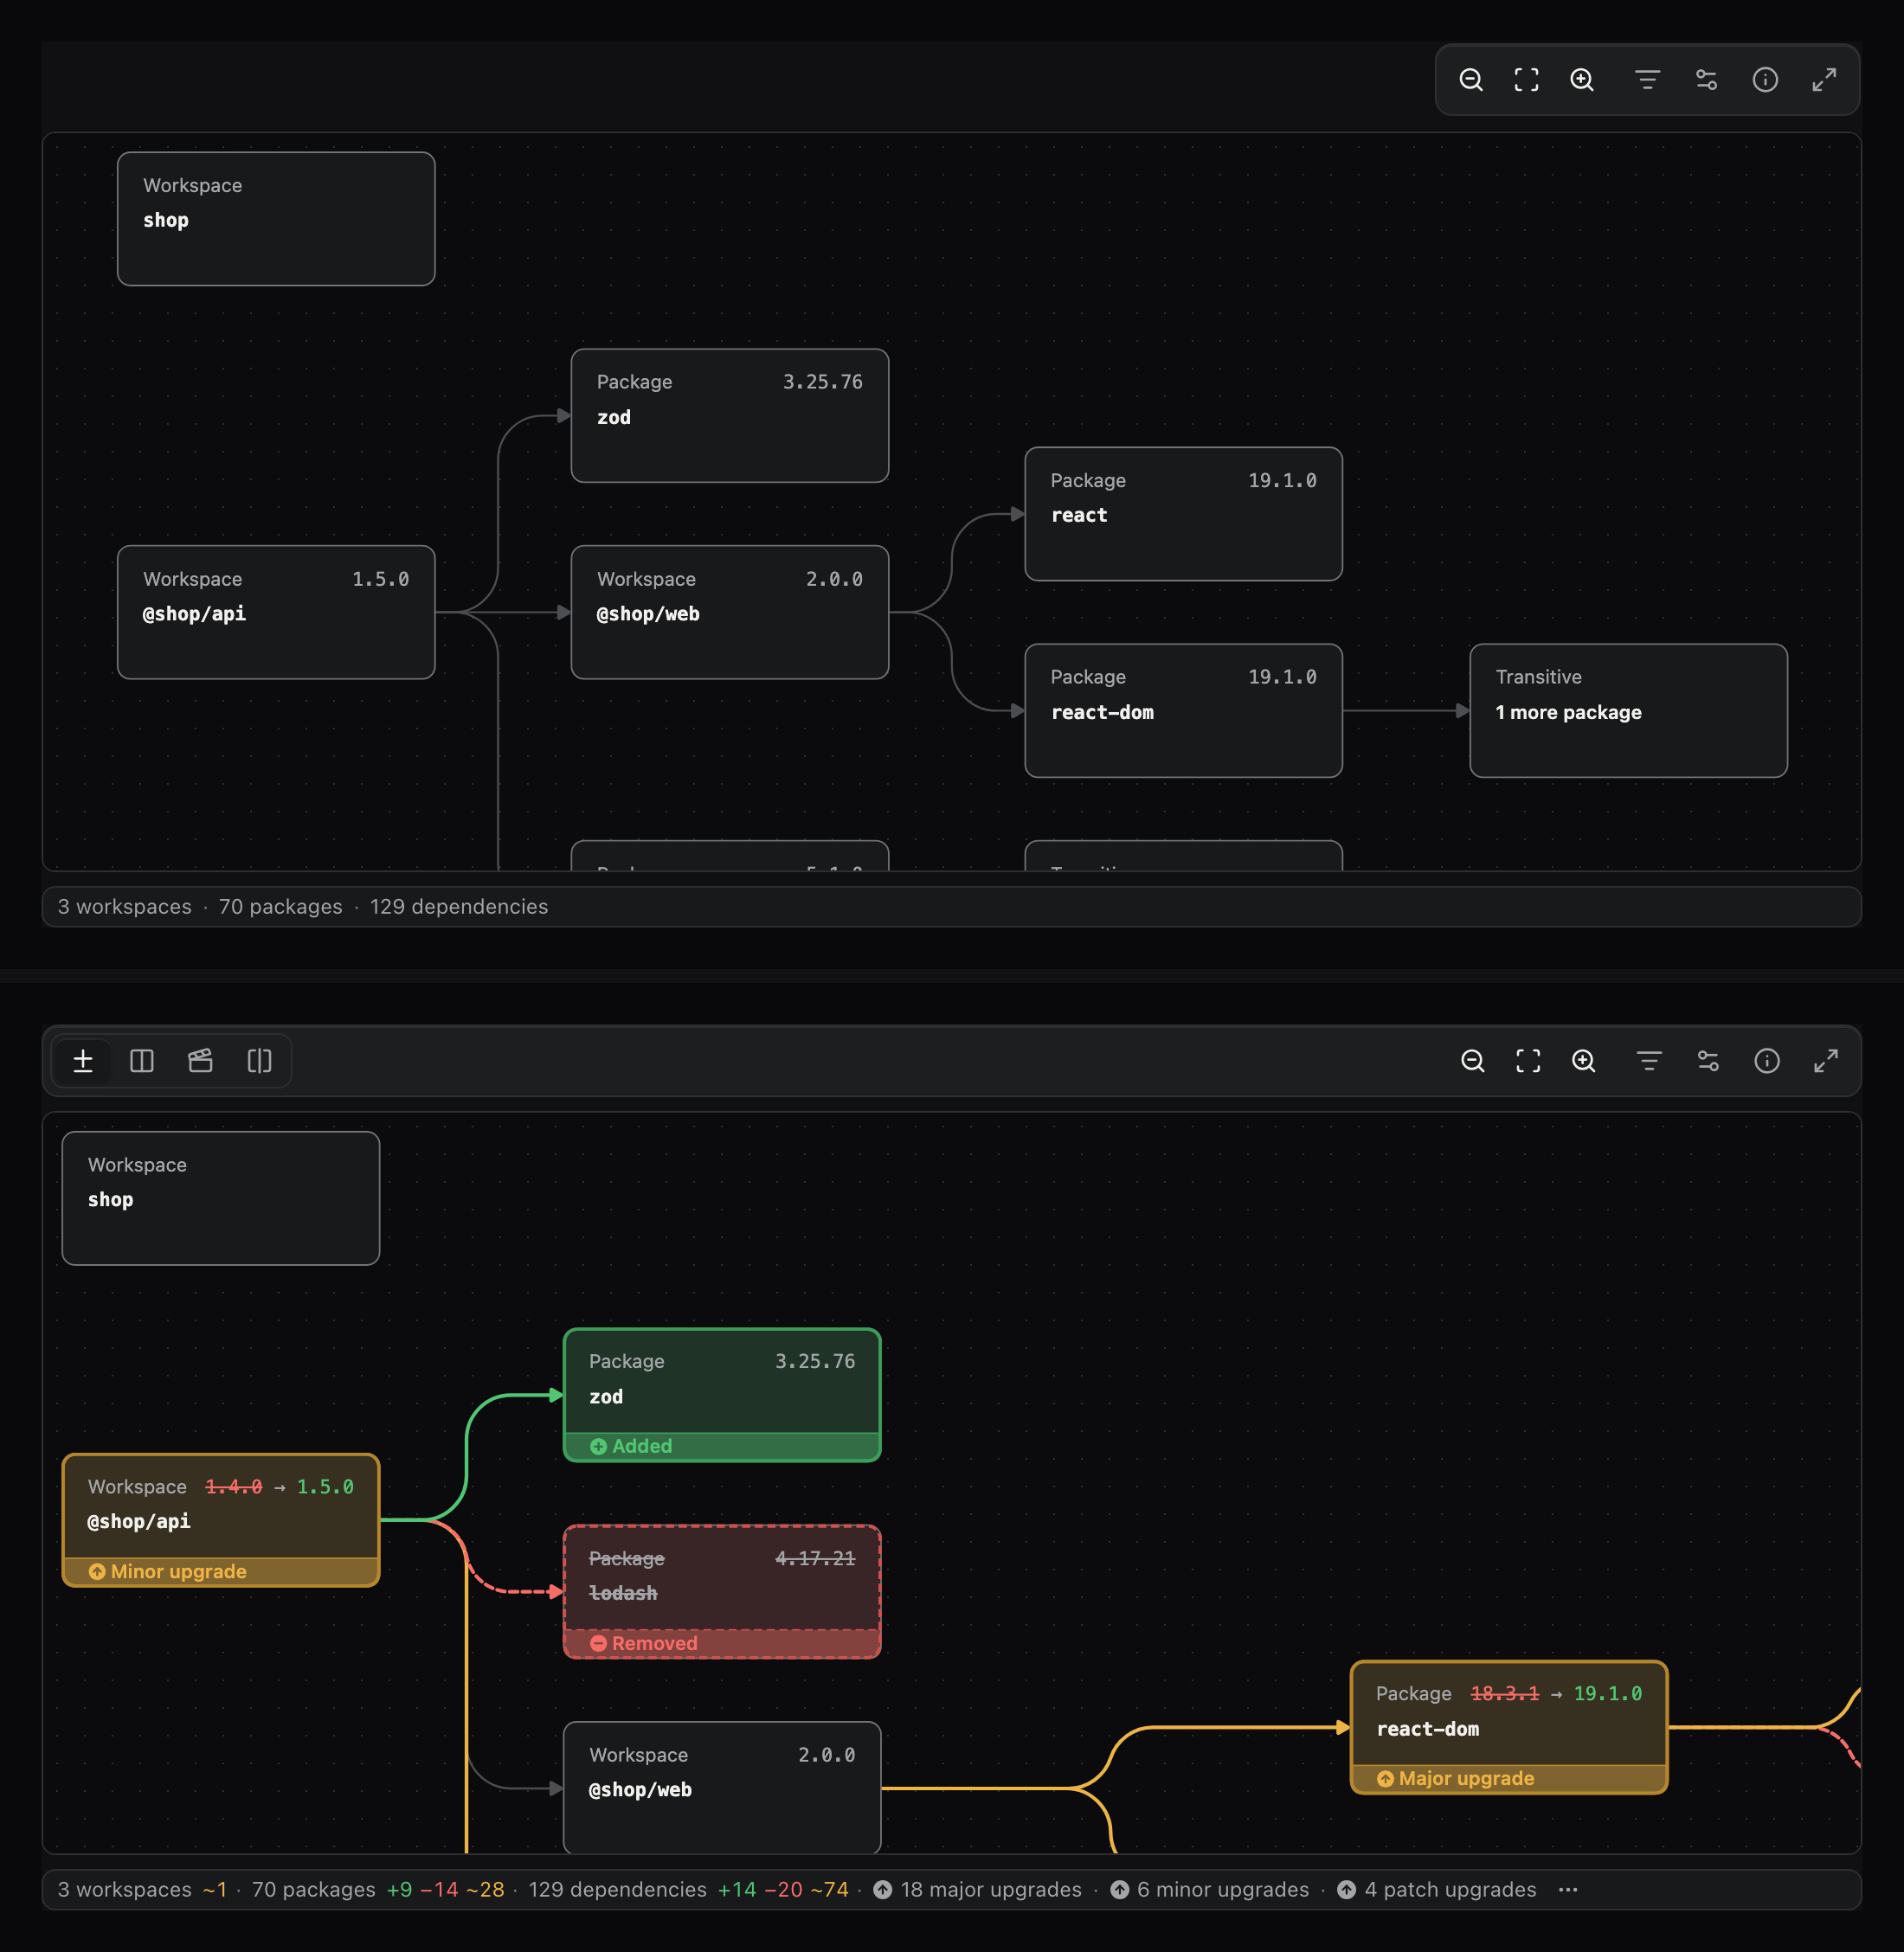 Workspace
shop
Package 3.25.76
zod
Package 19.1.0
react
Workspace 1.5.0
@shop/api
Workspace 2.0.0
@shop/web
Package 19.1.0
react-dom
Transitive
1 more package
3 workspaces · 70 packages · 129 dependencies
Workspace
shop
Package 3.25.76
zod
Added
Workspace 1.4.0 → 1.5.0
@shop/api
Minor upgrade
Package 4.17.21
lodash
Removed
Package 18.3.1 → 19.1.0
react-dom
Major upgrade
Workspace 2.0.0
@shop/web
3 workspaces ~1 · 70 packages +9 −14 ~28 · 129 dependencies +14 −20 ~74 · 18 major upgrades · 6 minor upgrades · 4 patch upgrades ···